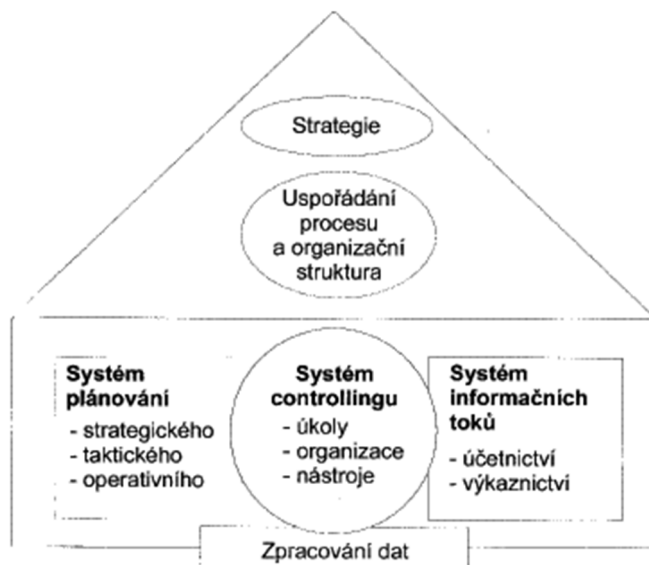 Strategie
Uspořádání
procesu
a organizační
struktura
Systém
plánování
- strategického
- taktického
- operativního
Systém
controllingu
- úkoly
- organizace
- nástroje
Systém
informačních
toků
- účetnictví
- výkaznictví
Zpracování dat